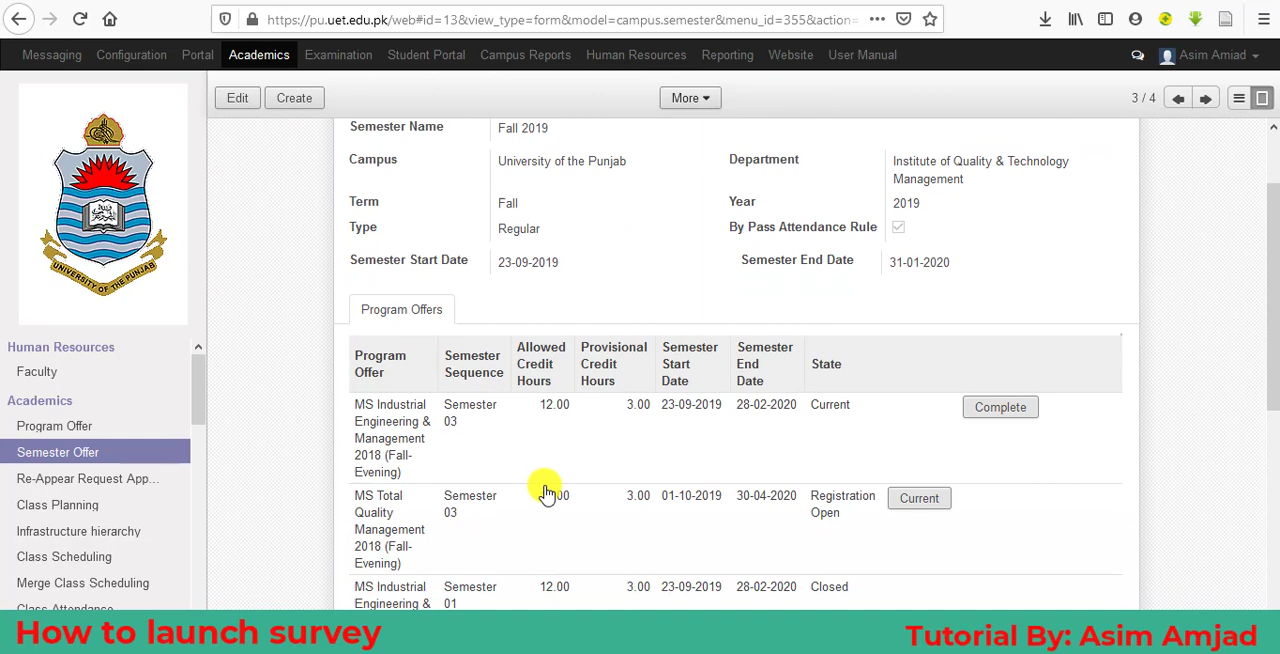 https://pu.uet.edu.pk/web#id=13&view_type=form&model=campus.semester&menu_id=355&action=
Messaging Configuration Portal Academics Examination Student Portal Campus Reports Human Resources Reporting Website User Manual Asim Amjad
Edit Create More 3 / 4
UNIVERSITY OF THE PUNJAB
Human Resources
Faculty
Academics
Program Offer
Semester Offer
Re-Appear Request App...
Class Planning
Infrastructure hierarchy
Class Scheduling
Merge Class Scheduling
Class Attendance
Semester Name Fall 2019
Campus University of the Punjab Department Institute of Quality & Technology
Management
Term Fall Year 2019
Type Regular By Pass Attendance Rule
Semester Start Date 23-09-2019 Semester End Date 31-01-2020
Program Offers
Program Offer Semester Sequence Allowed Credit Hours Provisional Credit Hours Semester Start Date Semester End Date State
MS Industrial Semester 12.00 3.00 23-09-2019 28-02-2020 Current Complete
Engineering & 03
Management
2018 (Fall-
Evening)
MS Total Semester 00 3.00 01-10-2019 30-04-2020 Registration Current
Quality 03 Open
Management
2018 (Fall-
Evening)
MS Industrial Semester 12.00 3.00 23-09-2019 28-02-2020 Closed
Engineering & 01
How to launch survey
Tutorial By: Asim Amjad